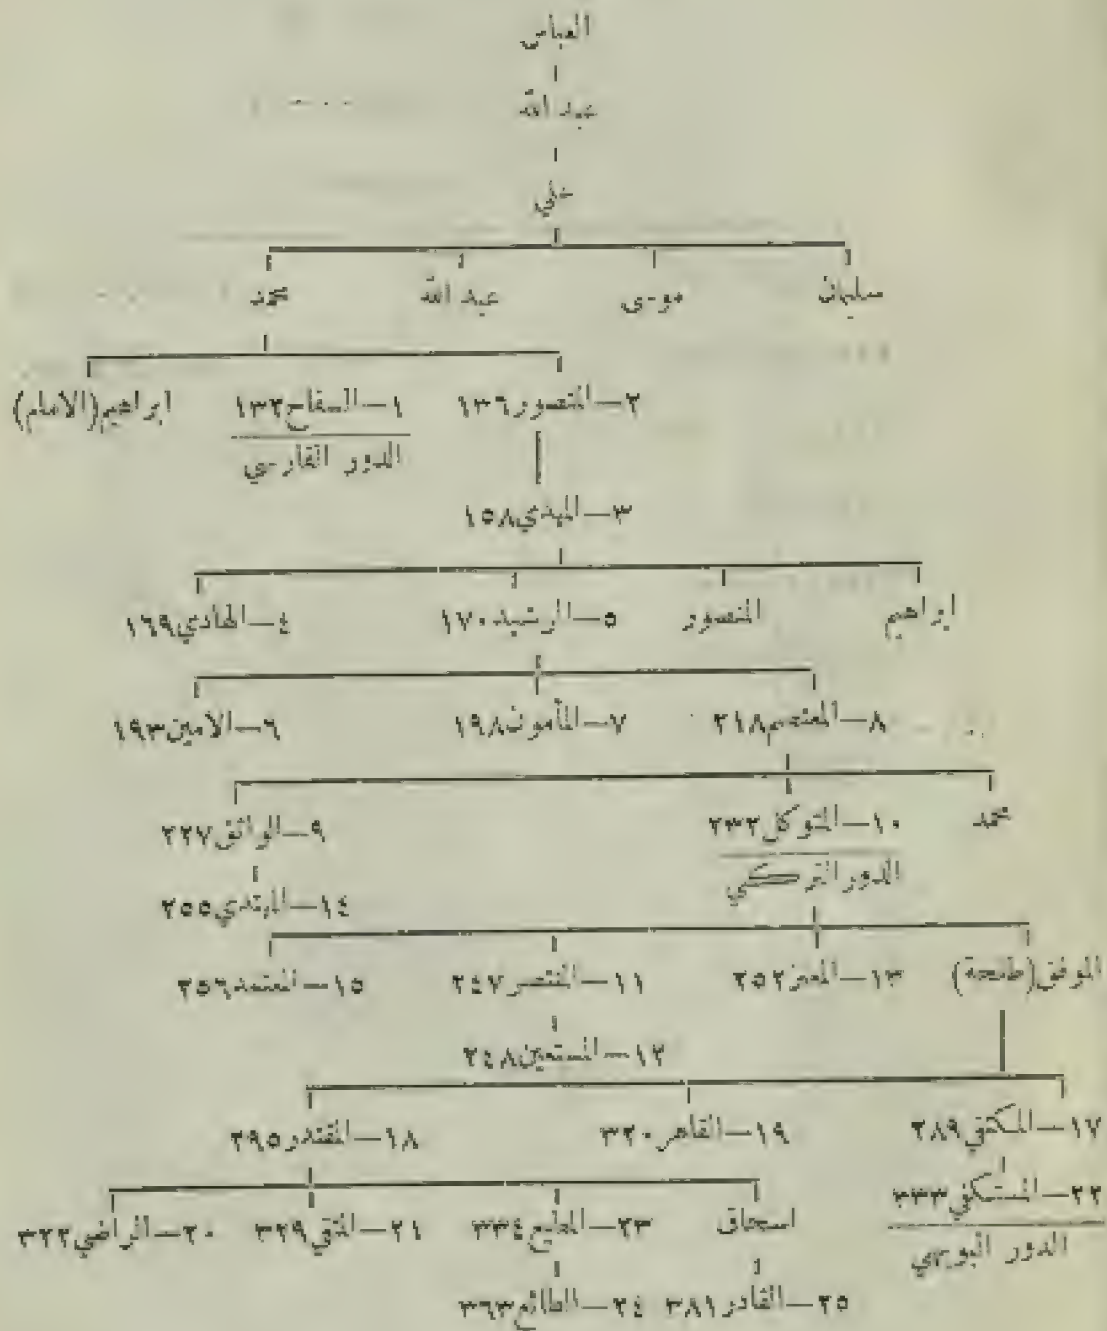 العباس
عبد الله
علي
سليمان موسى عبد الله محمد
٢—المنصور١٣٦ ١—السفاح١٣٢ ابراهيم(الامام)
الدور الفارسي
٣—المهدي١٥٨
ابراهيم المنصور ٥—الرشيد١٧٠ ٤—الهادي١٦٩
٨—المعتصم٢١٨ ٧—المأمون١٩٨ ٦—الامين١٩٣
محمد ١٠—المتوكل٢٣٢ ٩—الواثق٢٢٧
الدور التركي ١٤—المهتدي٢٥٥
الموفق(طلحة) ١٣—المعتز٢٥٢ ١١—المنتصر٢٤٧ ١٥—المعتمد٢٥٦
١٢—المستعين٢٤٨
١٧—المكتفي٢٨٩ ١٩—القاهر٣٢٠ ١٨—المقتدر٢٩٥
٢٢—المستكفي٣٣٣
اسحاق ٢٣—المطيع٣٣٤ ٢١—المتقي٣٢٩ ٢٠—الراضي٣٢٢
الدور البويهي
٢٥—القادر٣٨١ ٢٤—الطائع٣٦٣